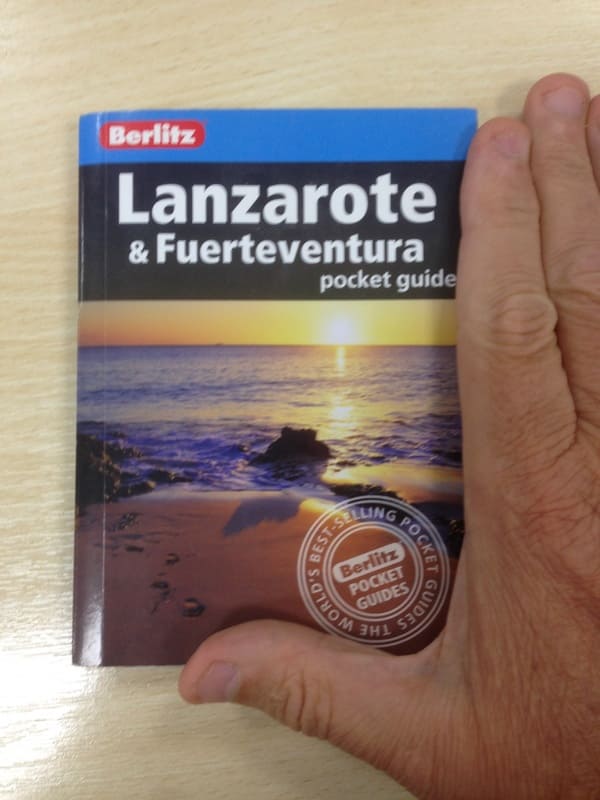 Berlitz
Lanzarote
& Fuerteventura
pocket guide
THE WORLD'S BEST-SELLING POCKET GUIDES
Berlitz
POCKET
GUIDES